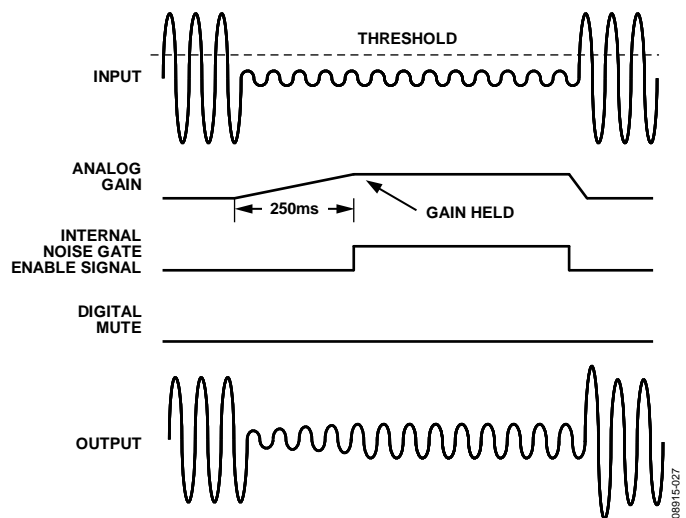 THRESHOLD
INPUT
ANALOG
GAIN
250ms
GAIN HELD
INTERNAL
NOISE GATE
ENABLE SIGNAL
DIGITAL
MUTE
OUTPUT
08915-027